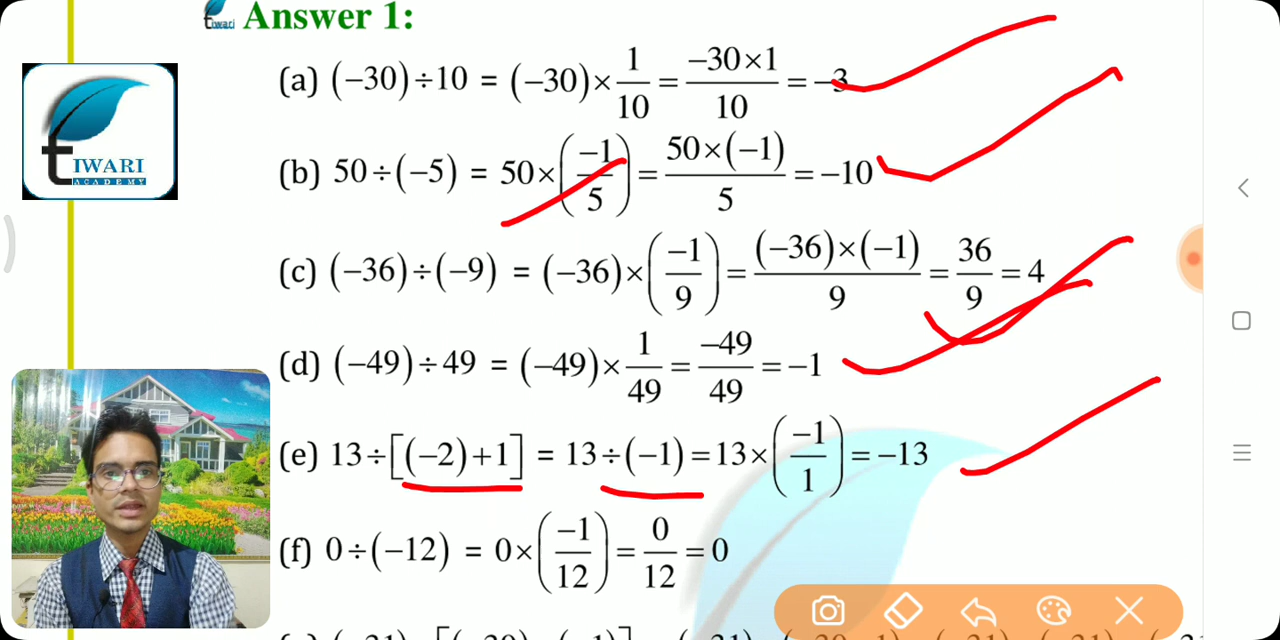 Tiwari Answer 1:
TIWARI
ACADEMY
(a) (−30)÷10 = (−30)×1/10 = −30×1/10 = −3
(b) 50÷(−5) = 50×(−1/5) = 50×(−1)/5 = −10
(c) (−36)÷(−9) = (−36)×(−1/9) = (−36)×(−1)/9 = 36/9 = 4
(d) (−49)÷49 = (−49)×1/49 = −49/49 = −1
(e) 13÷[(−2)+1] = 13÷(−1) = 13×(−1/1) = −13
(f) 0÷(−12) = 0×(−1/12) = 0/12 = 0